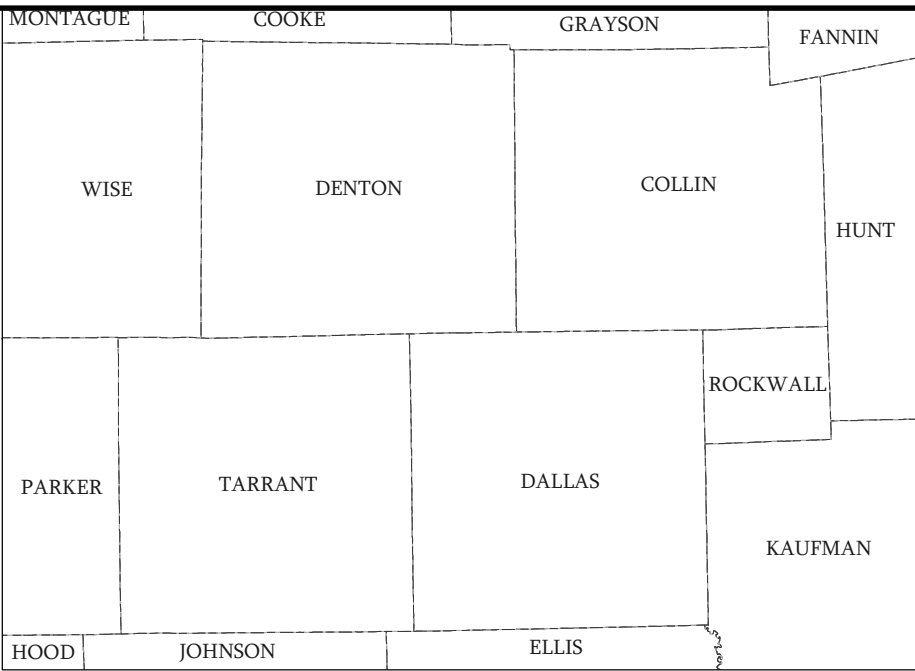 MONTAGUE
COOKE
GRAYSON
FANNIN
WISE
DENTON
COLLIN
HUNT
ROCKWALL
PARKER
TARRANT
DALLAS
KAUFMAN
HOOD
JOHNSON
ELLIS